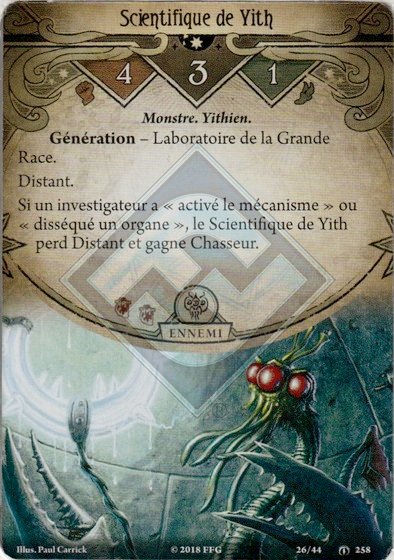 Scientifique de Yith
4 3 1
Monstre. Yithien.
Génération – Laboratoire de la Grande
Race.
Distant.
Si un investigateur a « activé le mécanisme » ou
« disséqué un organe », le Scientifique de Yith
perd Distant et gagne Chasseur.
ENNEMI
Illus. Paul Carrick © 2018 FFG 26/44 258